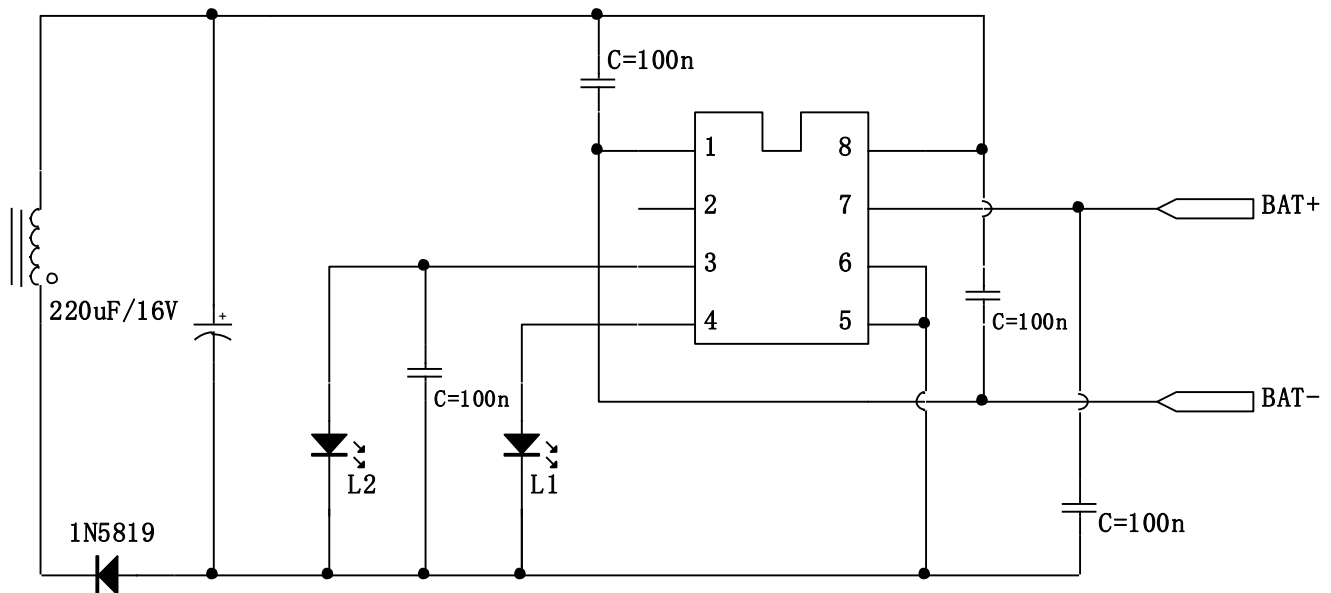 C=100n
1
8
2
7
BAT+
3
6
220uF/16V
+
4
5
C=100n
C=100n
BAT-
L2
L1
1N5819
C=100n